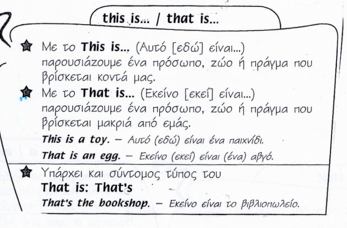 this is... / that is...
Με το This is... (Αυτό [εδώ] είναι...)
παρουσιάζουμε ένα πρόσωπο, ζώο ή πράγμα που
βρίσκεται κοντά μας.
Με το That is... (Εκείνο [εκεί] είναι...)
παρουσιάζουμε ένα πρόσωπο, ζώο ή πράγμα που
βρίσκεται μακριά από εμάς.
This is a toy. – Αυτό (εδώ) είναι ένα παιχνίδι.
That is an egg. – Εκείνο (εκεί) είναι (ένα) αβγό.
Υπάρχει και σύντομος τύπος του
That is: That's
That's the bookshop. – Εκείνο είναι το βιβλιοπωλείο.